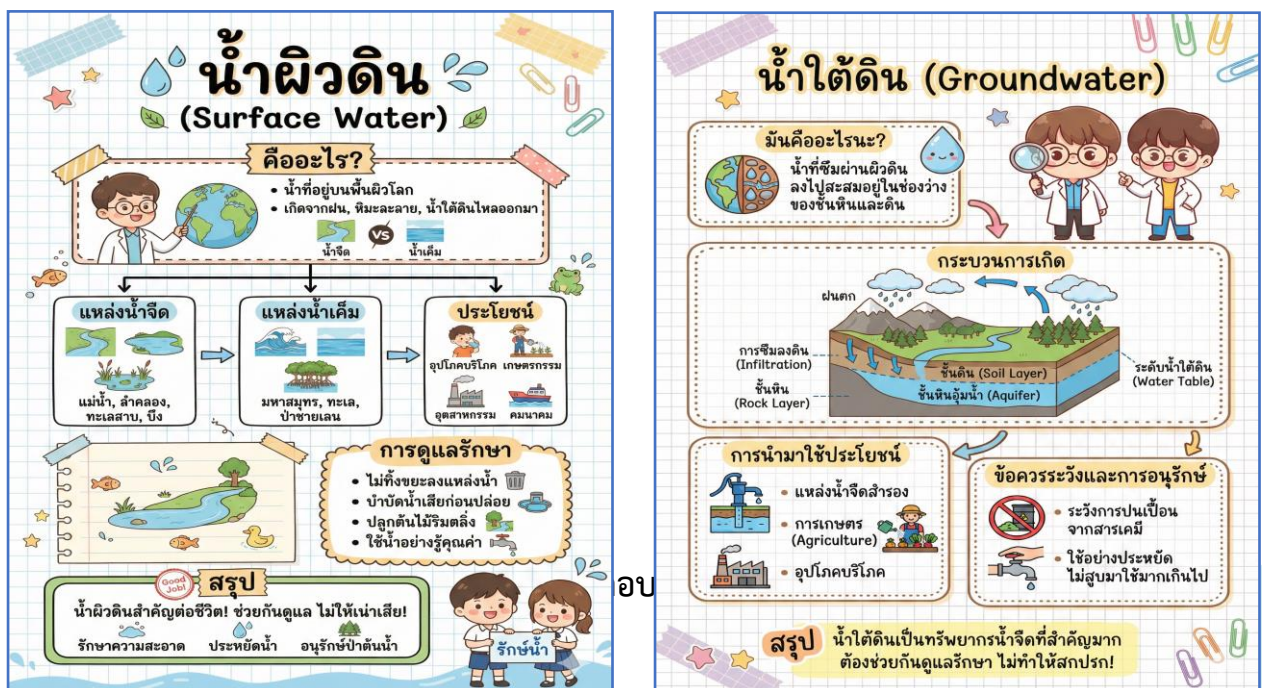 น้ำผิวดิน
(Surface Water)
คืออะไร?
• น้ำที่อยู่บนพื้นผิวโลก
• เกิดจากฝน, หิมะละลาย, น้ำใต้ดินไหลออกมา
VS
น้ำจืด น้ำเค็ม
แหล่งน้ำจืด
แม่น้ำ, ลำคลอง,
ทะเลสาบ, บึง
แหล่งน้ำเค็ม
มหาสมุทร, ทะเล,
ป่าชายเลน
ประโยชน์
อุปโภคบริโภค เกษตรกรรม
อุตสาหกรรม คมนาคม
การดูแลรักษา
• ไม่ทิ้งขยะลงแหล่งน้ำ
• บำบัดน้ำเสียก่อนปล่อย
• ปลูกต้นไม้ริมตลิ่ง
• ใช้น้ำอย่างรู้คุณค่า
Good Job!
สรุป
น้ำผิวดินสำคัญต่อชีวิต! ช่วยกันดูแล ไม่ให้เน่าเสีย!
รักษาความสะอาด ประหยัดน้ำ อนุรักษ์ป่าต้นน้ำ
รักษ์น้ำ
อบ
น้ำใต้ดิน (Groundwater)
มันคืออะไรนะ?
น้ำที่ซึมผ่านผิวดิน
ลงไปสะสมอยู่ในช่องว่าง
ของชั้นหินและดิน
กระบวนการเกิด
ฝนตก
การซึมลงดิน
(Infiltration)
ชั้นหิน
(Rock Layer)
ชั้นดิน (Soil Layer)
ชั้นหินอุ้มน้ำ (Aquifer)
ระดับน้ำใต้ดิน
(Water Table)
การนำมาใช้ประโยชน์
• แหล่งน้ำจืดสำรอง
• การเกษตร
(Agriculture)
• อุปโภคบริโภค
ข้อควรระวังและการอนุรักษ์
• ระวังการปนเปื้อน
จากสารเคมี
• ใช้อย่างประหยัด
ไม่สูบมาใช้มากเกินไป
สรุป
น้ำใต้ดินเป็นทรัพยากรน้ำจืดที่สำคัญมาก
ต้องช่วยกันดูแลรักษา ไม่ทำให้สกปรก!